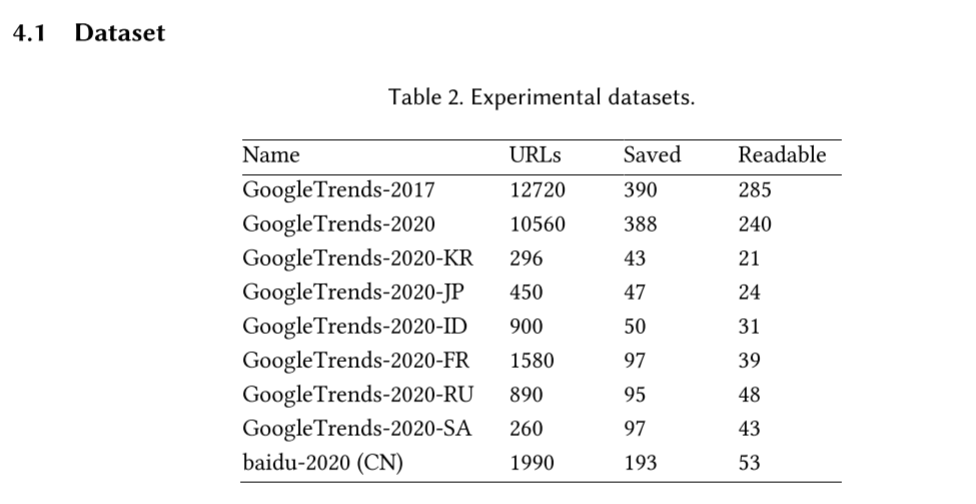 4.1 Dataset
Table 2. Experimental datasets.
Name URLs Saved Readable
GoogleTrends-2017 12720 390 285
GoogleTrends-2020 10560 388 240
GoogleTrends-2020-KR 296 43 21
GoogleTrends-2020-JP 450 47 24
GoogleTrends-2020-ID 900 50 31
GoogleTrends-2020-FR 1580 97 39
GoogleTrends-2020-RU 890 95 48
GoogleTrends-2020-SA 260 97 43
baidu-2020 (CN) 1990 193 53